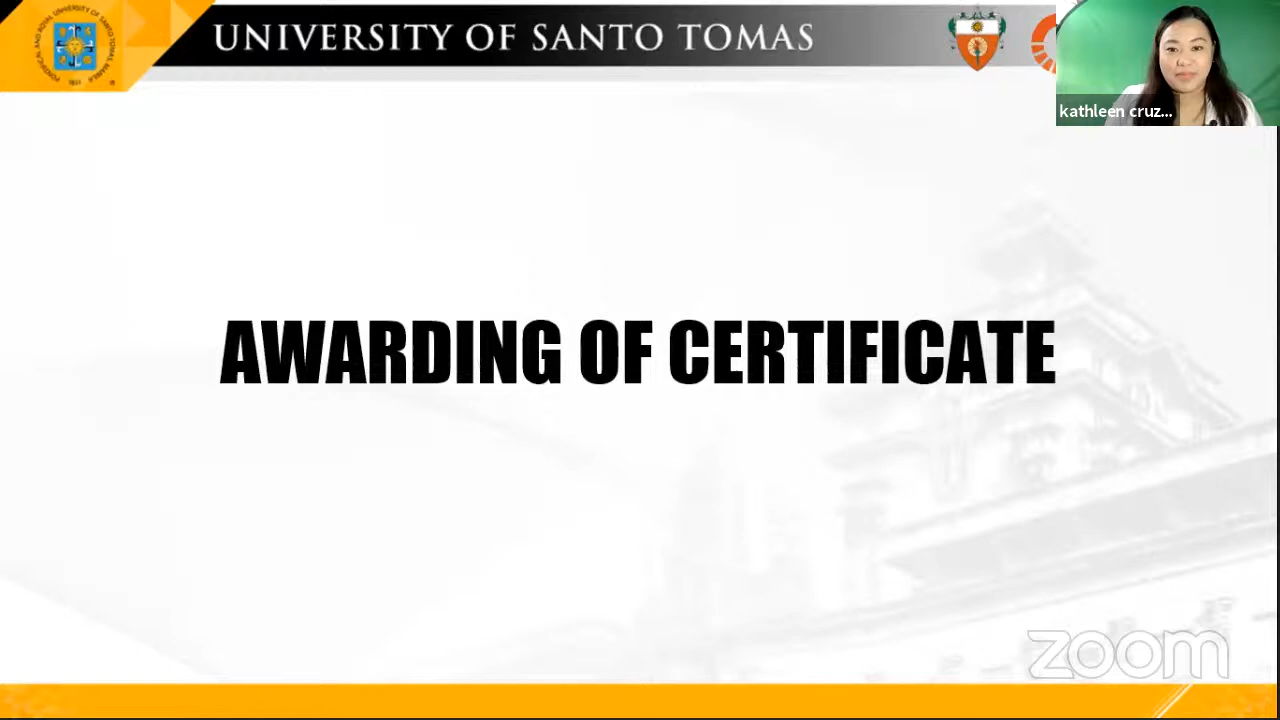 UNIVERSITY OF SANTO TOMAS
kathleen cruz...
AWARDING OF CERTIFICATE
zoom